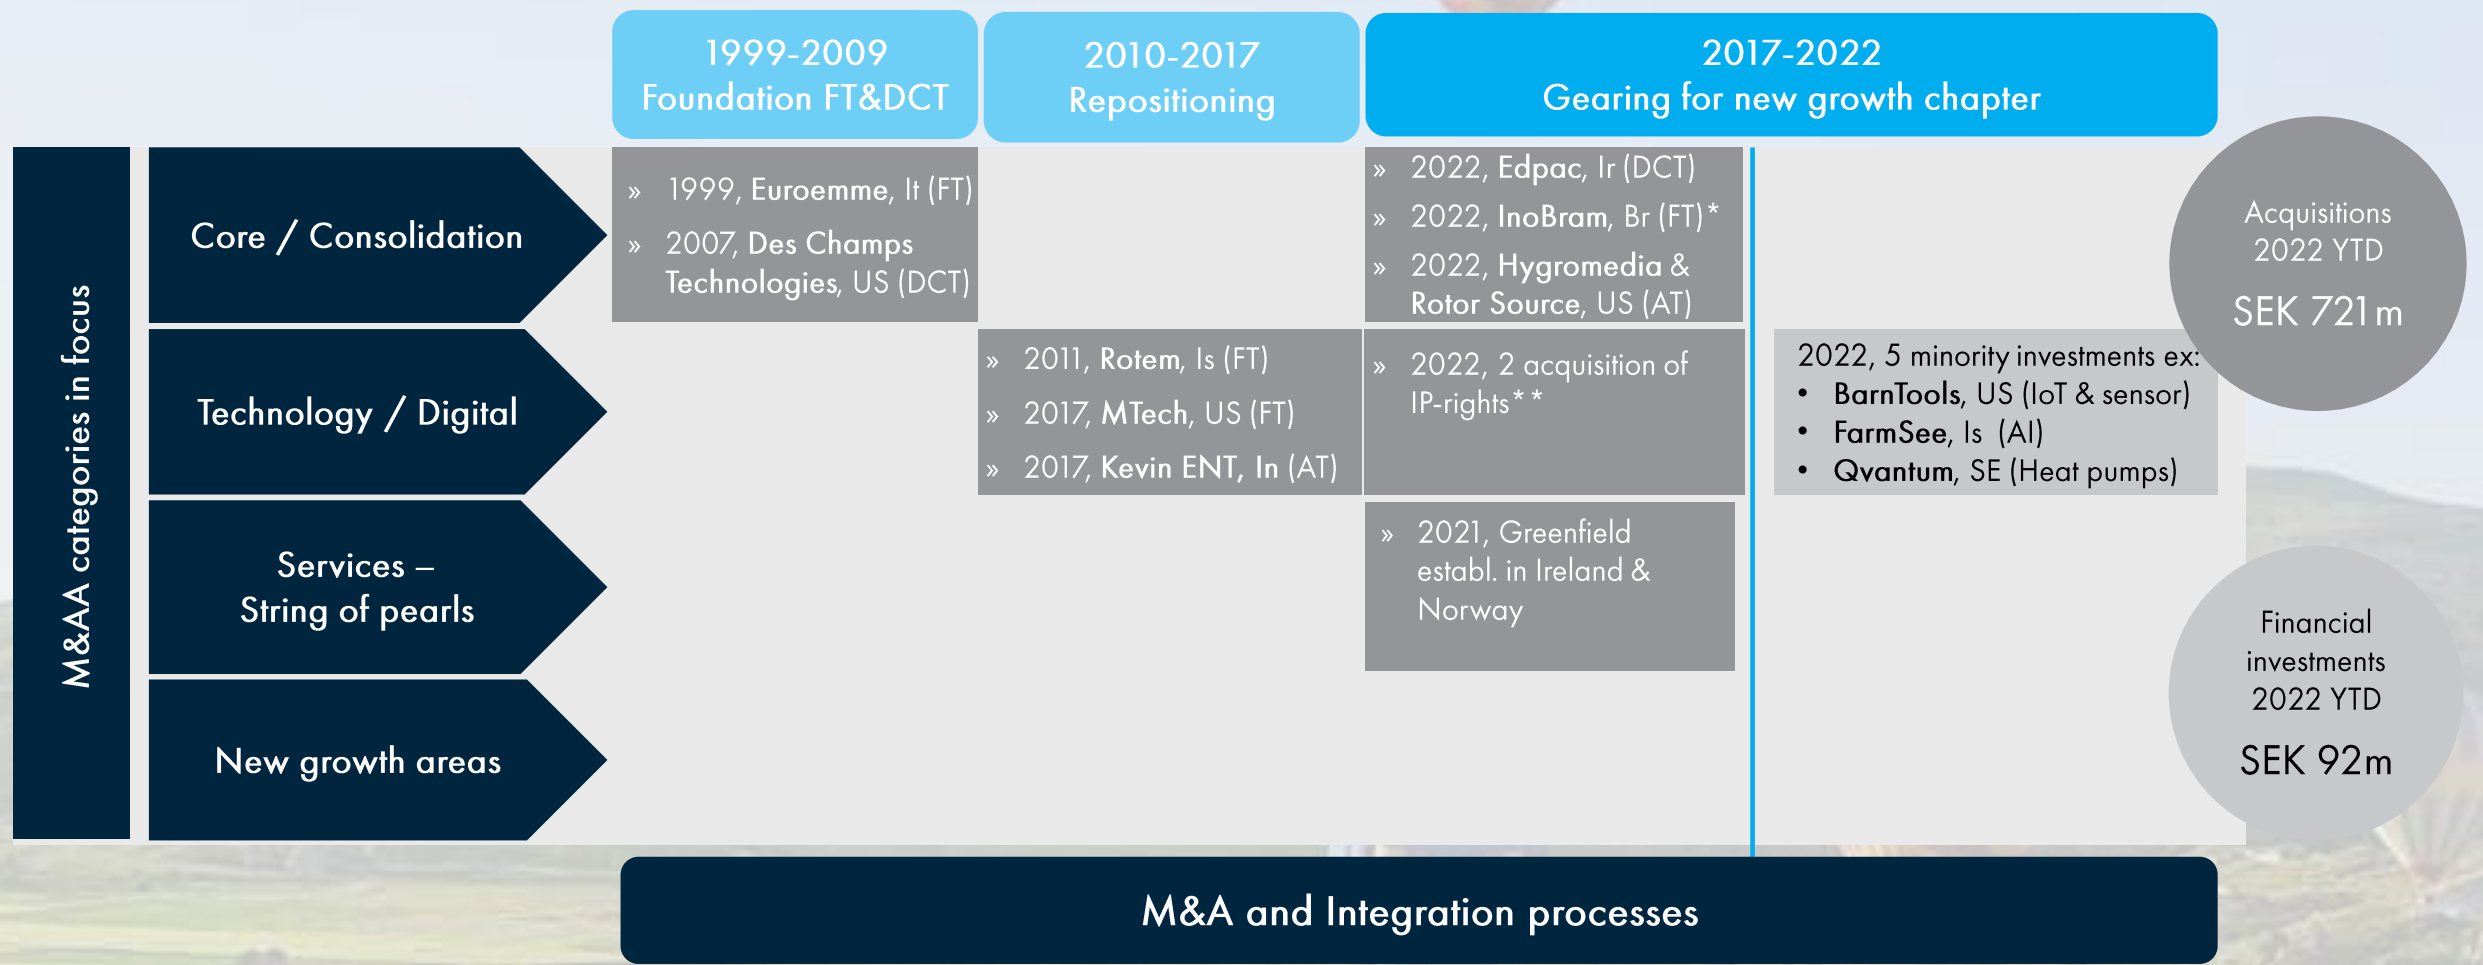 1999-2009
Foundation FT&DCT
2010-2017
Repositioning
2017-2022
Gearing for new growth chapter
M&AA categories in focus
Core / Consolidation
» 1999, Euroemme, It (FT)
» 2007, Des Champs
Technologies, US (DCT)
» 2022, Edpac, Ir (DCT)
» 2022, InoBram, Br (FT)*
» 2022, Hygromedia &
Rotor Source, US (AT)
Acquisitions
2022 YTD
SEK 721m
Technology / Digital
» 2011, Rotem, Is (FT)
» 2017, MTech, US (FT)
» 2017, Kevin ENT, In (AT)
» 2022, 2 acquisition of
IP-rights**
2022, 5 minority investments ex:
• BarnTools, US (IoT & sensor)
• FarmSee, Is (AI)
• Qvantum, SE (Heat pumps)
Services –
String of pearls
» 2021, Greenfield
establ. in Ireland &
Norway
Financial
investments
2022 YTD
SEK 92m
New growth areas
M&A and Integration processes